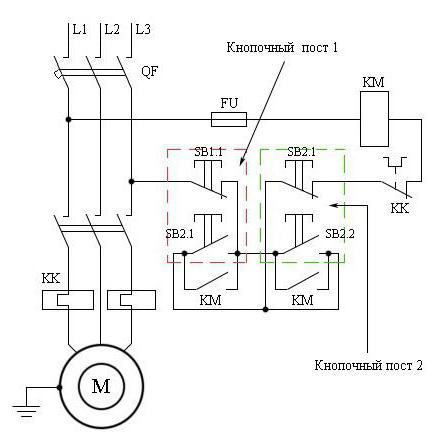 L1 L2 L3
Кнопочный пост 1
QF
KM
FU
SB1.1
SB2.1
KK
SB2.1
SB2.2
KK
KM
KM
Кнопочный пост 2
M